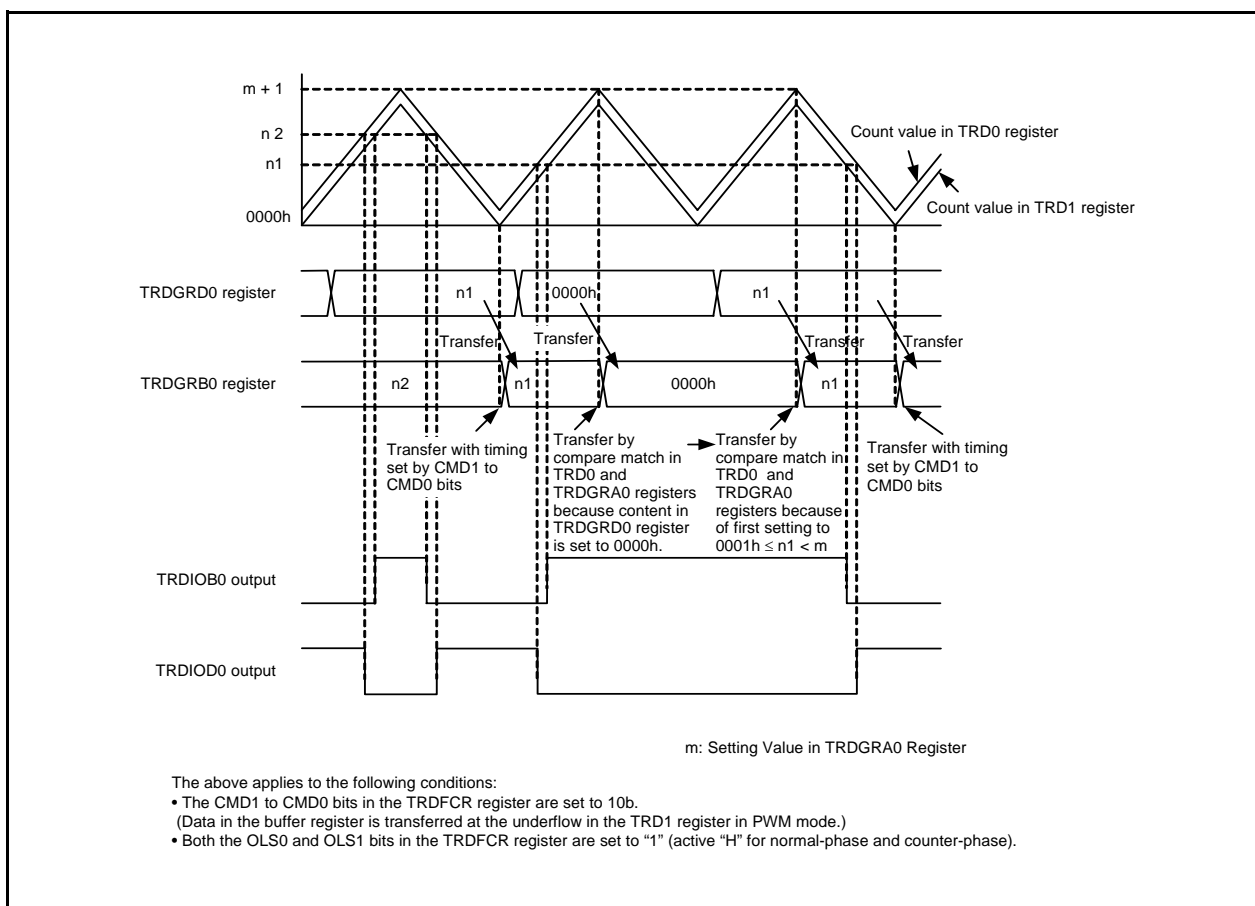 m + 1
n 2
n1
0000h
Count value in TRD0 register
Count value in TRD1 register
TRDGRD0 register
n1
0000h
n1
Transfer
Transfer
Transfer
Transfer
TRDGRB0 register
n2
n1
0000h
n1
Transfer with timing
set by CMD1 to
CMD0 bits
Transfer by
compare match in
TRD0 and
TRDGRA0 registers
because content in
TRDGRD0 register
is set to 0000h.
Transfer by
compare match in
TRD0 and
TRDGRA0
registers because
of first setting to
0001h ≤ n1 < m
Transfer with timing
set by CMD1 to
CMD0 bits
TRDIOB0 output
TRDIOD0 output
m: Setting Value in TRDGRA0 Register
The above applies to the following conditions:
• The CMD1 to CMD0 bits in the TRDFCR register are set to 10b.
(Data in the buffer register is transferred at the underflow in the TRD1 register in PWM mode.)
• Both the OLS0 and OLS1 bits in the TRDFCR register are set to “1” (active “H” for normal-phase and counter-phase).